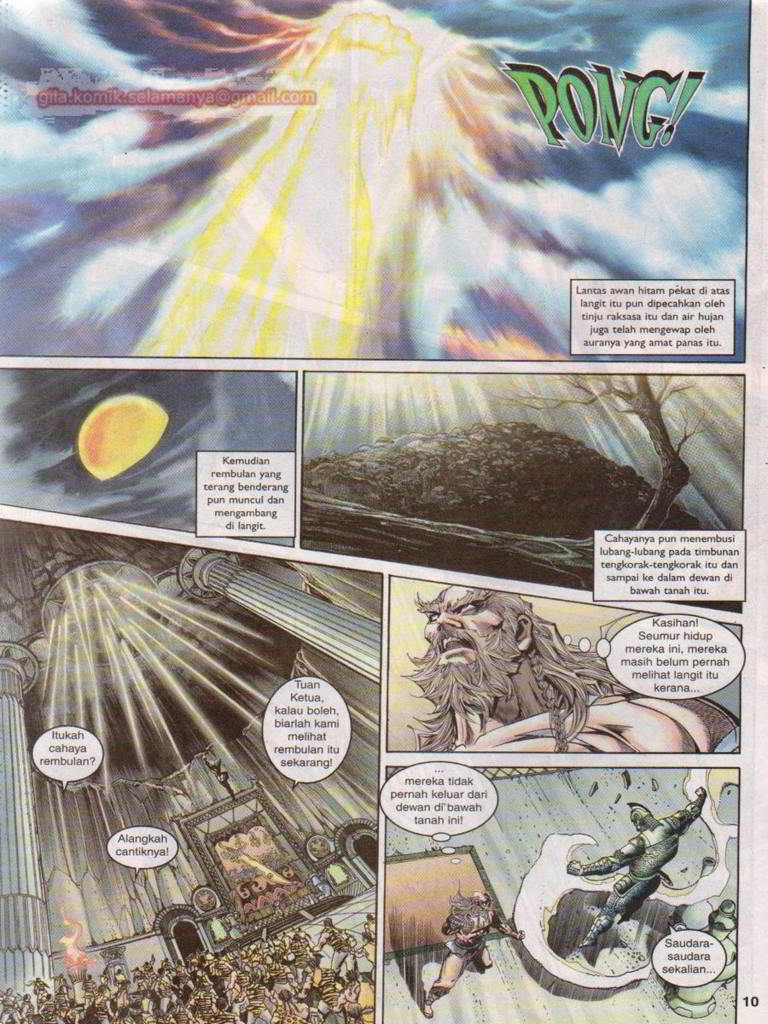 gila.komik.selamanya@gmail.com
PONG!
Lantas awan hitam pekat di atas
langit itu pun dipecahkan oleh
tinju raksasa itu dan air hujan
juga telah mengewap oleh
auranya yang amat panas itu.
Kemudian
rembulan yang
terang benderang
pun muncul dan
mengambang
di langit.
Cahayanya pun menembusi
lubang-lubang pada timbunan
tengkorak-tengkorak itu dan
sampai ke dalam dewan di
bawah tanah itu.
Itukah
cahaya
rembulan?
Alangkah
cantiknya!
Tuan
Ketua,
kalau boleh,
biarlah kami
melihat
rembulan itu
sekarang!
Kasihan!
Seumur hidup
mereka ini, mereka
masih belum pernah
melihat langit itu
kerana...
...
mereka tidak
pernah keluar dari
dewan di bawah
tanah ini!
Saudara-
saudara
sekalian...
10